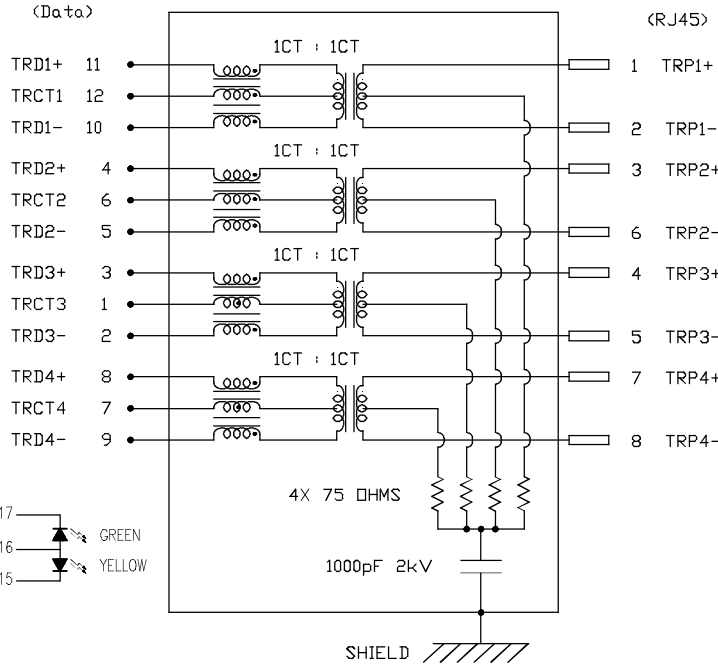 (Data)
(RJ45)
1CT : 1CT
TRD1+ 11
1 TRP1+
TRCT1 12
TRD1- 10
2 TRP1-
1CT : 1CT
TRD2+ 4
3 TRP2+
TRCT2 6
TRD2- 5
6 TRP2-
1CT : 1CT
TRD3+ 3
4 TRP3+
TRCT3 1
TRD3- 2
5 TRP3-
1CT : 1CT
TRD4+ 8
7 TRP4+
TRCT4 7
TRD4- 9
8 TRP4-
4X 75 OHMS
17
GREEN
16
YELLOW
15
1000pF 2kV
SHIELD